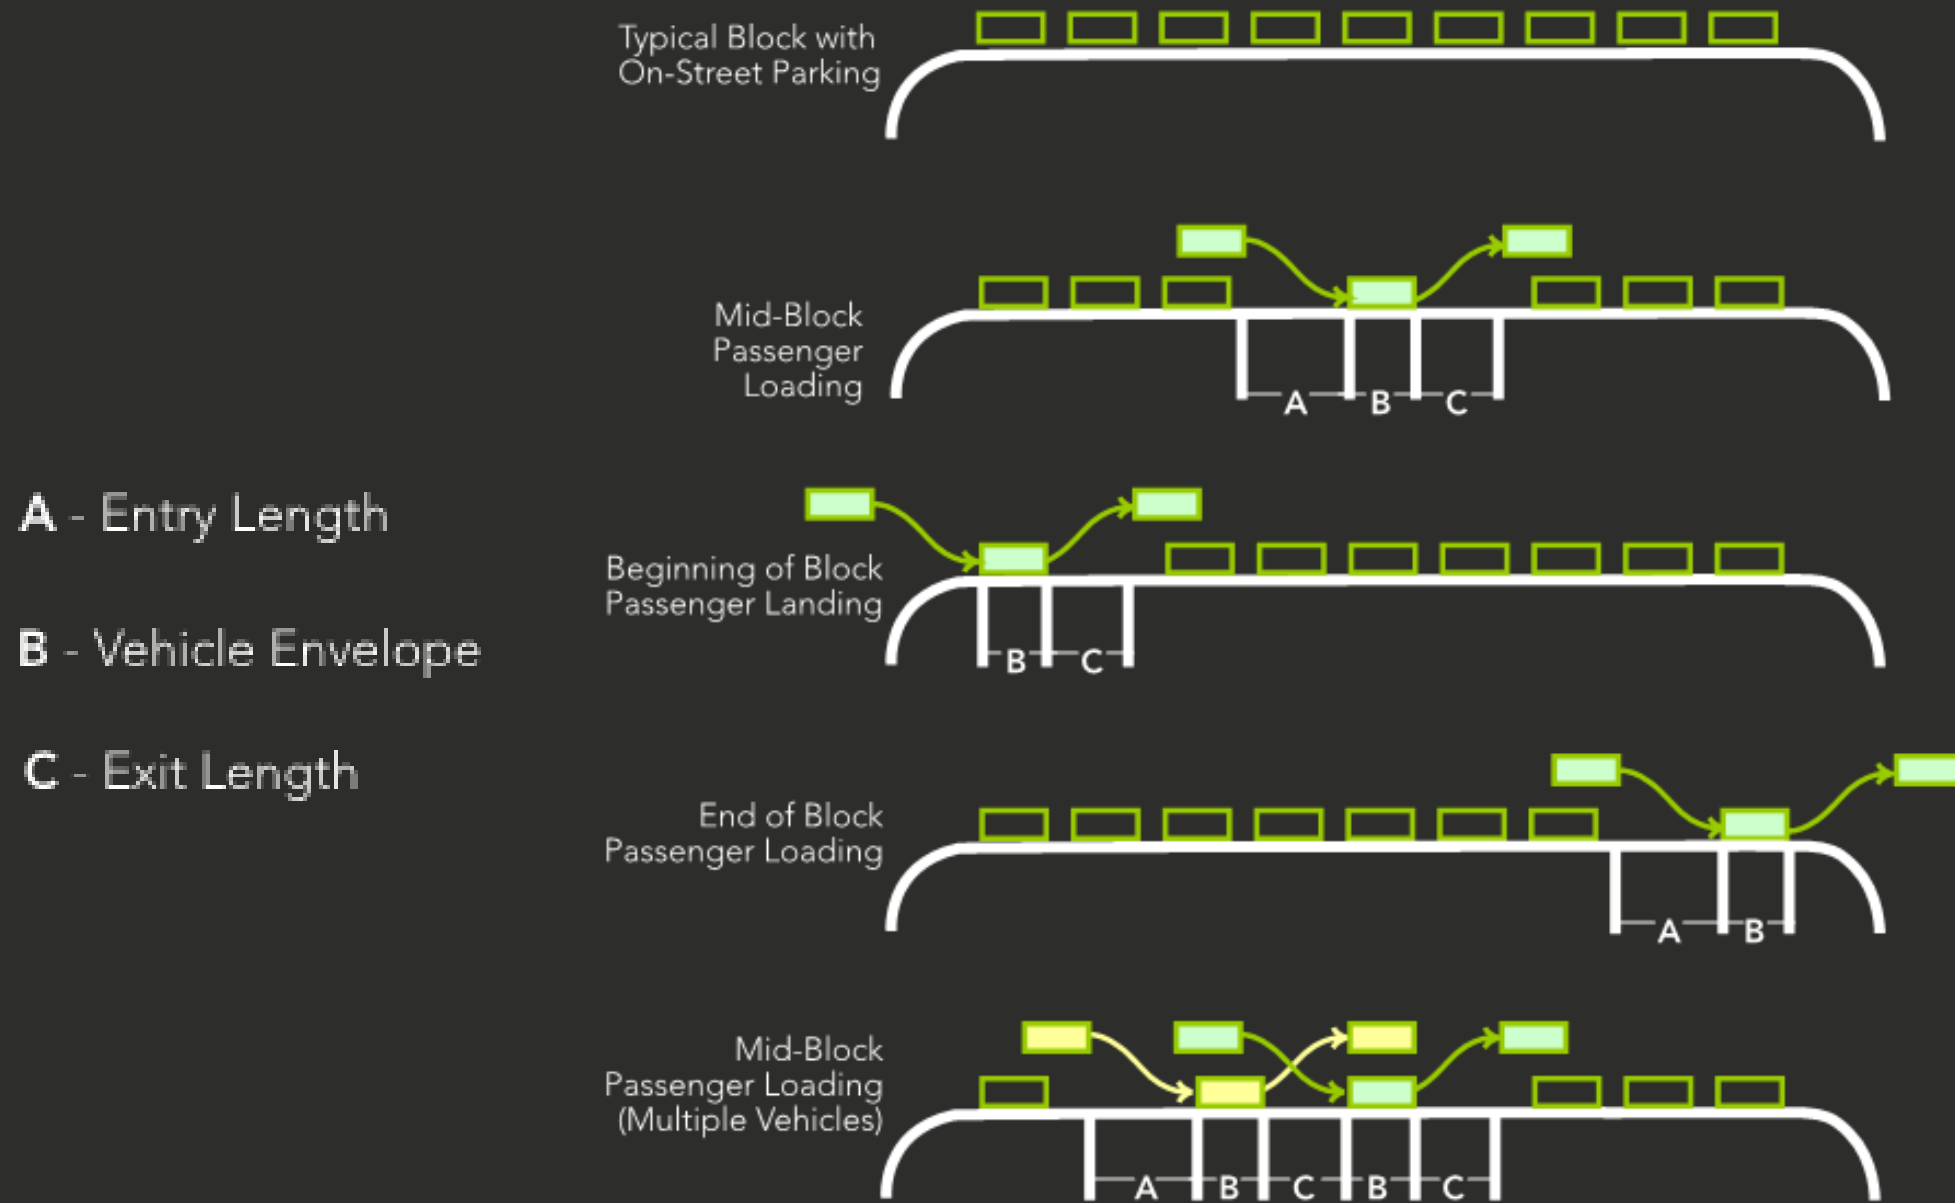 Typical Block with
On-Street Parking
Mid-Block
Passenger
Loading
A B C
A - Entry Length
Beginning of Block
Passenger Landing
B - Vehicle Envelope
B C
C - Exit Length
End of Block
Passenger Loading
A B
Mid-Block
Passenger Loading
(Multiple Vehicles)
A B C B C